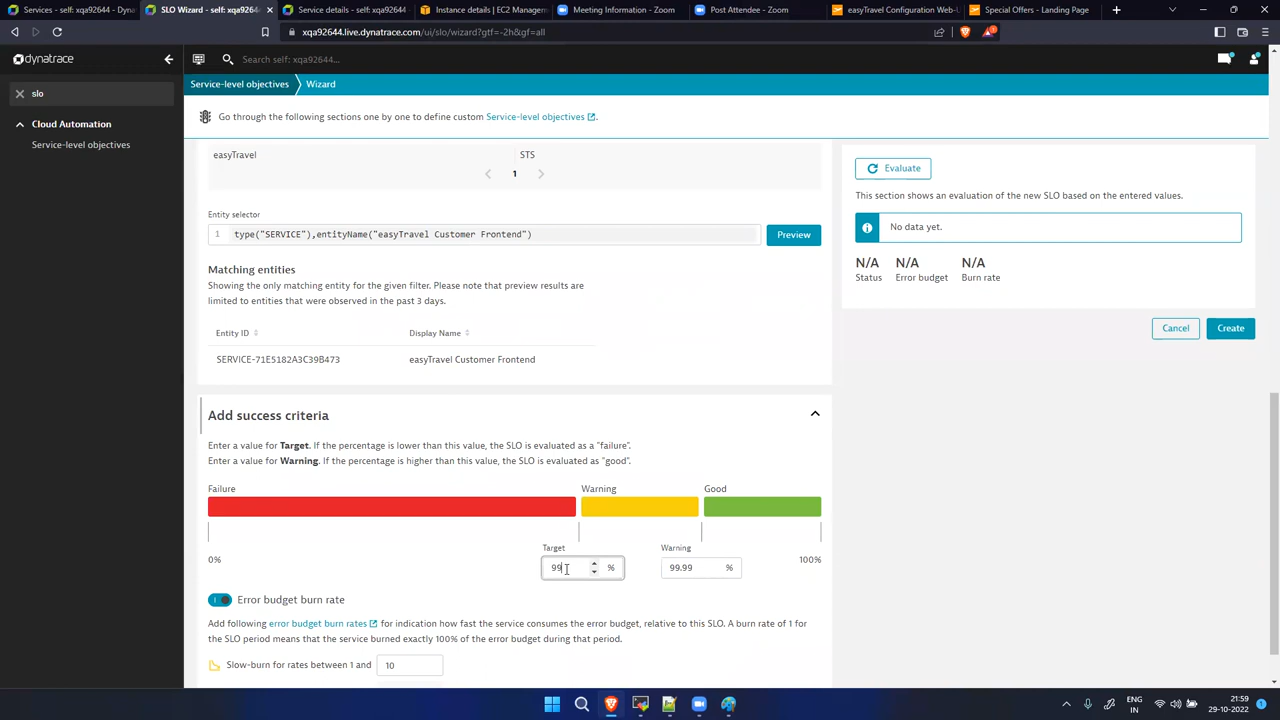 Services - self: xqa92644.live
SLO Wizard - self: xqa9264
Success details - self: xqa92644
Instance details | EC2 Managem
Meeting Information - Zoom
Post Attendee - Zoom
easyTravel Configuration Web-U
Special Offers - Landing Page
xqa92644.live.dynatrace.com/ui/slo/wizard?gtf=-2h&gf=all
dynatrace
Search self: xqa92644...
slo
Service-level objectives
Wizard
Cloud Automation
Service-level objectives
Go through the following sections one by one to define custom Service-level objectives.
easyTravel STS
1
Entity selector
1 type("SERVICE"),entityName("easyTravel Customer Frontend")
Preview
Matching entities
Showing the only matching entity for the given filter. Please note that preview results are
limited to entities that were observed in the past 3 days.
Entity ID Display Name
SERVICE-71E5182A3C39B473 easyTravel Customer Frontend
Add success criteria
Enter a value for Target. If the percentage is lower than this value, the SLO is evaluated as a "failure".
Enter a value for Warning. If the percentage is higher than this value, the SLO is evaluated as "good".
Failure Warning Good
Target Warning
0% 100%
99 % 99.99 %
Error budget burn rate
Add following error budget burn rates for indication how fast the service consumes the error budget, relative to this SLO. A burn rate of 1 for
the SLO period means that the service burned exactly 100% of the error budget during that period.
Slow-burn for rates between 1 and 10
Evaluate
This section shows an evaluation of the new SLO based on the entered values.
No data yet.
N/A N/A N/A
Status Error budget Burn rate
Cancel Create
ENG
IN
21:59
29-10-2022